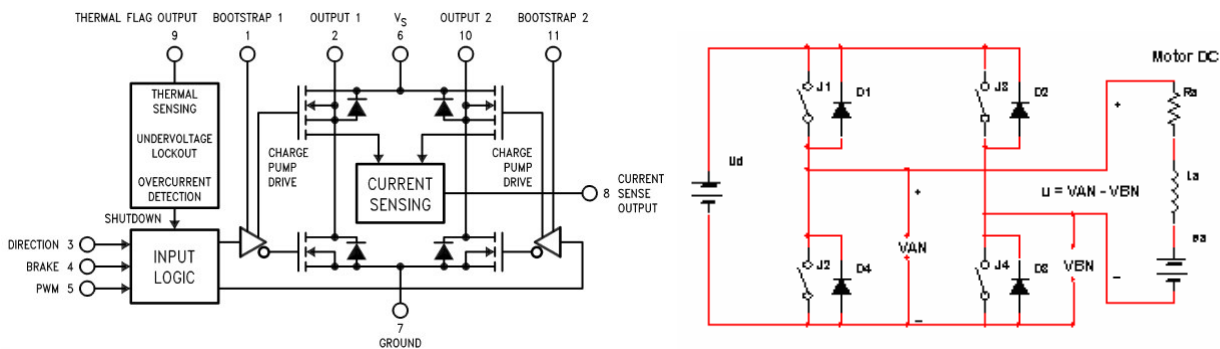 THERMAL FLAG OUTPUT
9
BOOTSTRAP 1
1
OUTPUT 1
2
VS
6
OUTPUT 2
10
BOOTSTRAP 2
11
THERMAL
SENSING
UNDERVOLTAGE
LOCKOUT
OVERCURRENT
DETECTION
SHUTDOWN
CHARGE
PUMP
DRIVE
CURRENT
SENSING
CHARGE
PUMP
DRIVE
8 CURRENT
SENSE
OUTPUT
DIRECTION 3
BRAKE 4
PWM 5
INPUT
LOGIC
7
GROUND
Motor DC
J1
D1
J3
D2
+
Ra
Ud
La
+
u = VAN - VBN
ea
J2
D4
VAN
J4
D3
VBN
−
−